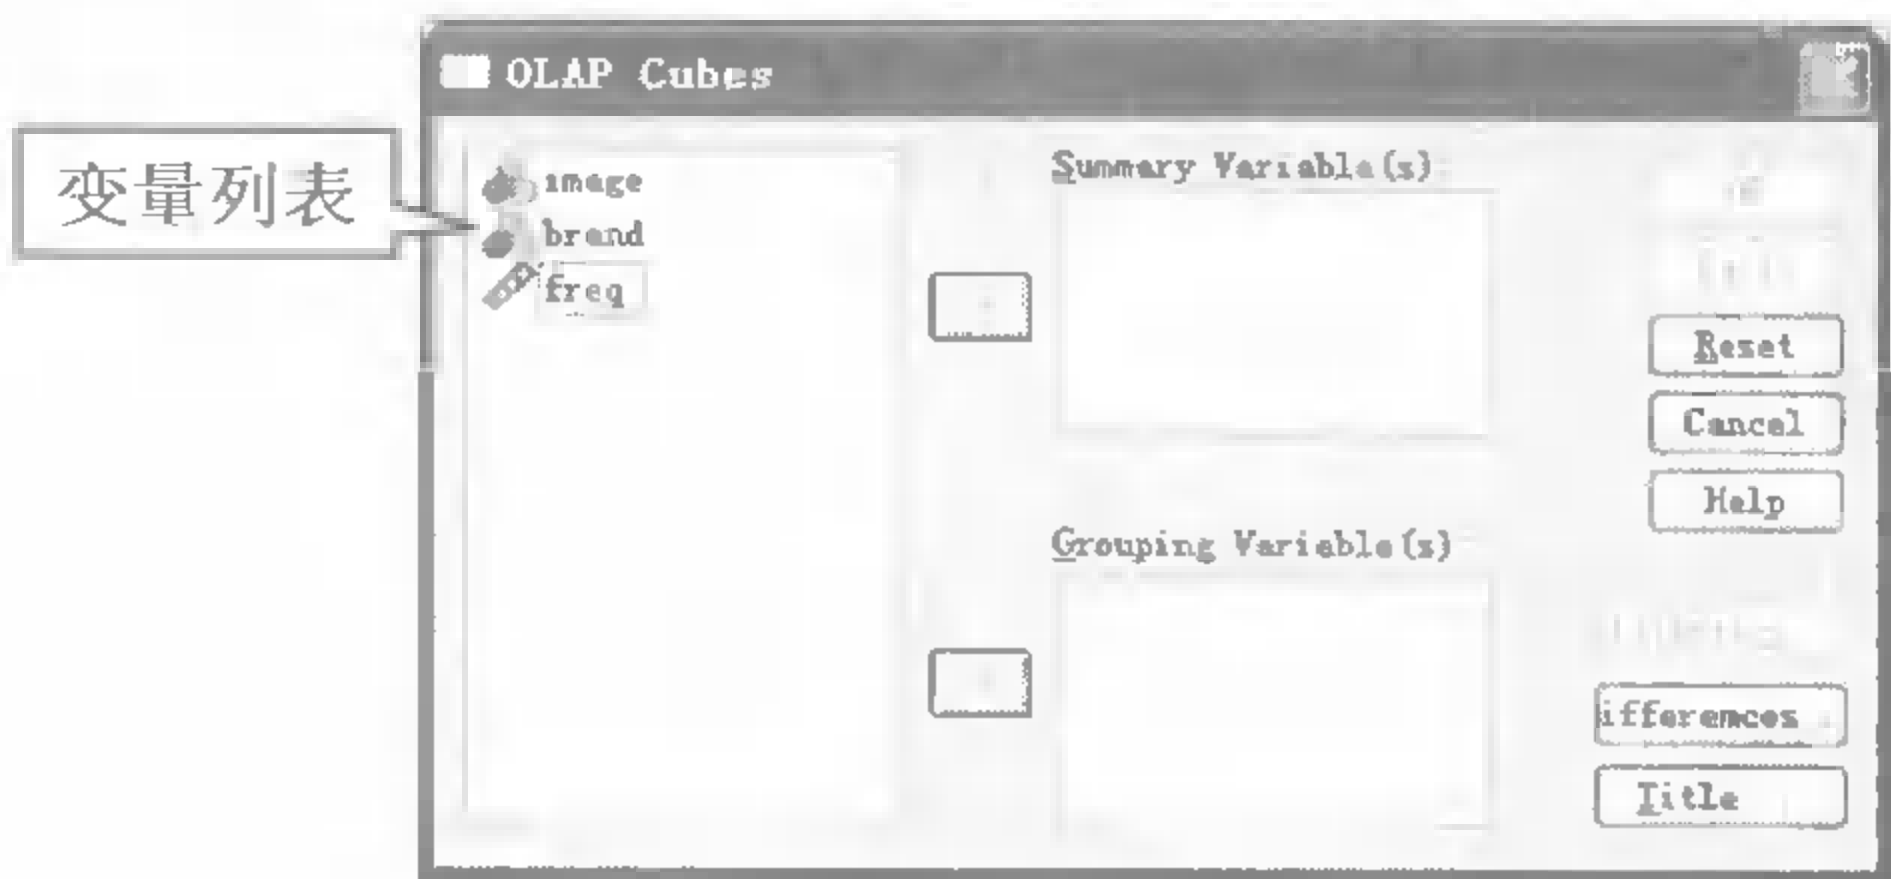 OLAP Cubes
变量列表
image
brand
freq
Summary Variable(s)
Grouping Variable(s)
Reset
Cancel
Help
ifferences
Title